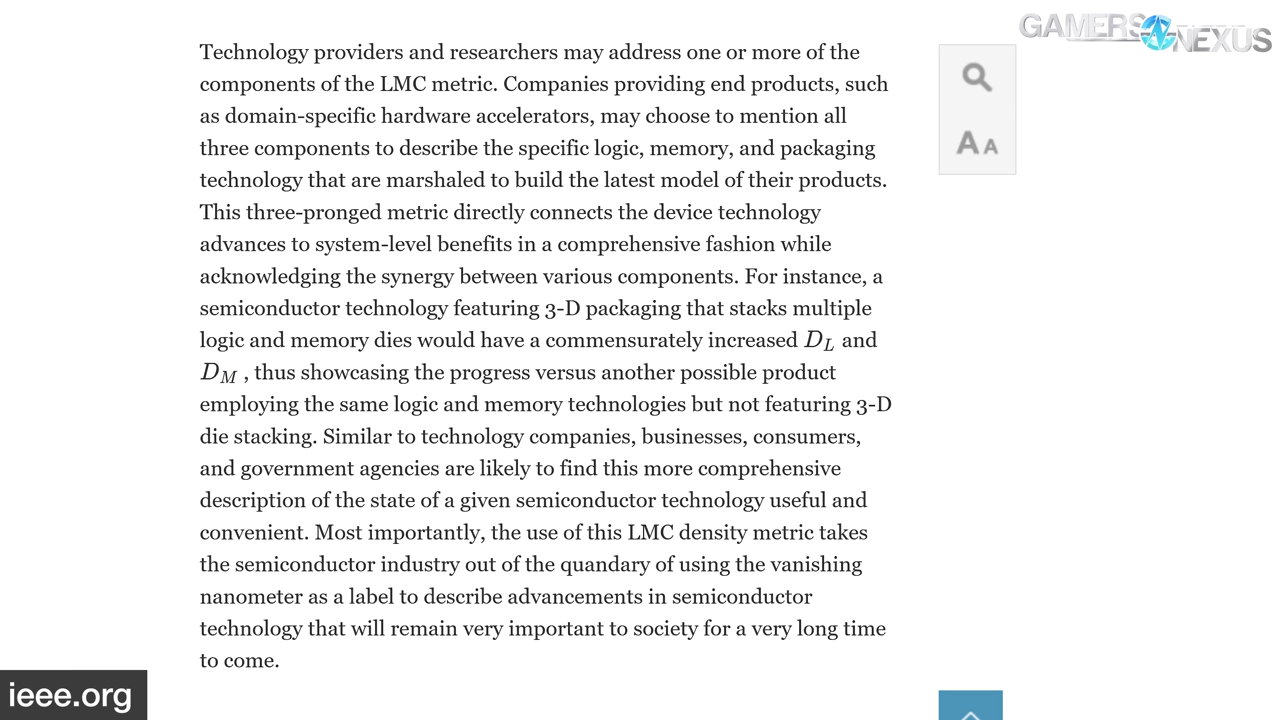 GAMERS NEXUS
Technology providers and researchers may address one or more of the
components of the LMC metric. Companies providing end products, such
as domain-specific hardware accelerators, may choose to mention all
three components to describe the specific logic, memory, and packaging
technology that are marshaled to build the latest model of their products.
This three-pronged metric directly connects the device technology
advances to system-level benefits in a comprehensive fashion while
acknowledging the synergy between various components. For instance, a
semiconductor technology featuring 3-D packaging that stacks multiple
logic and memory dies would have a commensurately increased D_L and
D_M , thus showcasing the progress versus another possible product
employing the same logic and memory technologies but not featuring 3-D
die stacking. Similar to technology companies, businesses, consumers,
and government agencies are likely to find this more comprehensive
description of the state of a given semiconductor technology useful and
convenient. Most importantly, the use of this LMC density metric takes
the semiconductor industry out of the quandary of using the vanishing
nanometer as a label to describe advancements in semiconductor
technology that will remain very important to society for a very long time
to come.
A A
ieee.org